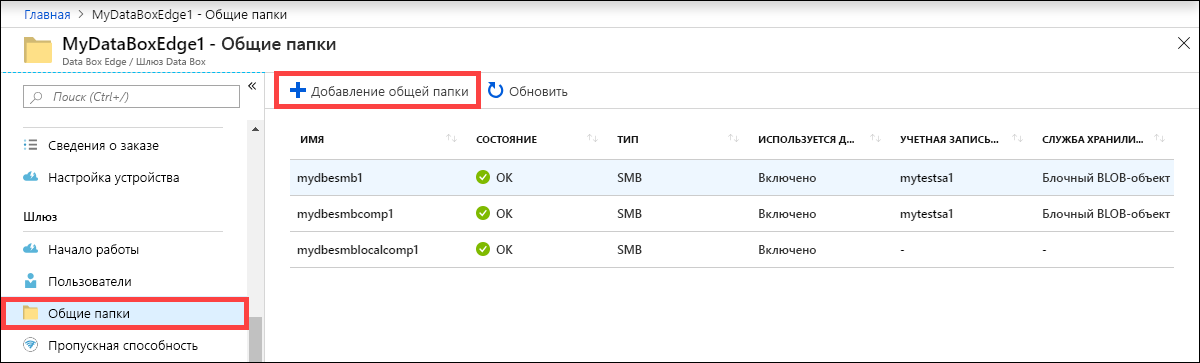 Главная > MyDataBoxEdge1 - Общие папки
MyDataBoxEdge1 - Общие папки
Data Box Edge / Шлюз Data Box
Поиск (Ctrl+/)
Сведения о заказе
Настройка устройства
Шлюз
Начало работы
Пользователи
Общие папки
Пропускная способность
Добавление общей папки Обновить
ИМЯ СОСТОЯНИЕ ТИП ИСПОЛЬЗУЕТСЯ Д... УЧЕТНАЯ ЗАПИСЬ... СЛУЖБА ХРАНИЛИ...
mydbesmb1 OK SMB Включено mytestsa1 Блочный BLOB-объект
mydbesmbcomp1 OK SMB Включено mytestsa1 Блочный BLOB-объект
mydbesmblocalcomp1 OK SMB Включено - -